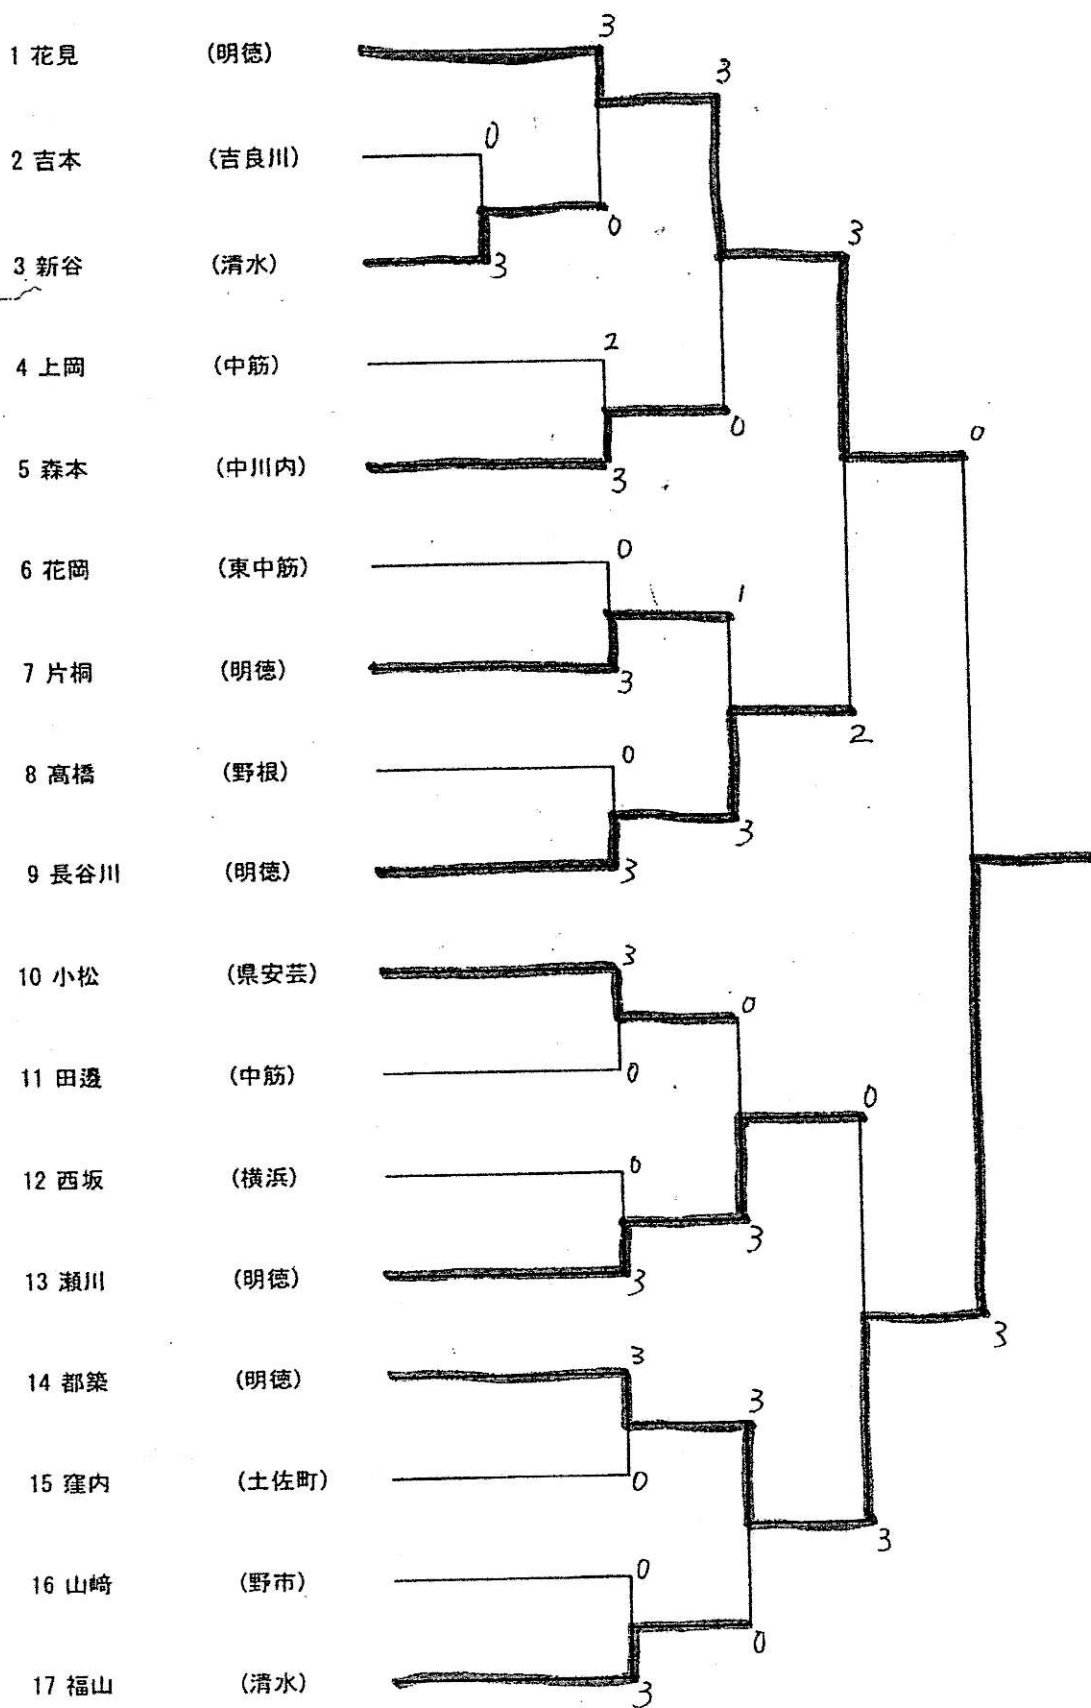 3
1 花見 (明徳)
3
0
2 吉本 (吉良川)
0
3
3 新谷 (清水)
3
2
4 上岡 (中筋)
0
0
5 森本 (中川内)
3
0
6 花岡 (東中筋)
1
7 片桐 (明徳)
3
2
0
8 高橋 (野根)
3
9 長谷川 (明徳)
3
3
10 小松 (県安芸)
0
11 田邊 (中筋)
0
0
0
12 西坂 (横浜)
3
13 瀬川 (明徳)
3
3
3
14 都築 (明徳)
3
15 窪内 (土佐町)
0
3
0
16 山﨑 (野市)
0
17 福山 (清水)
3